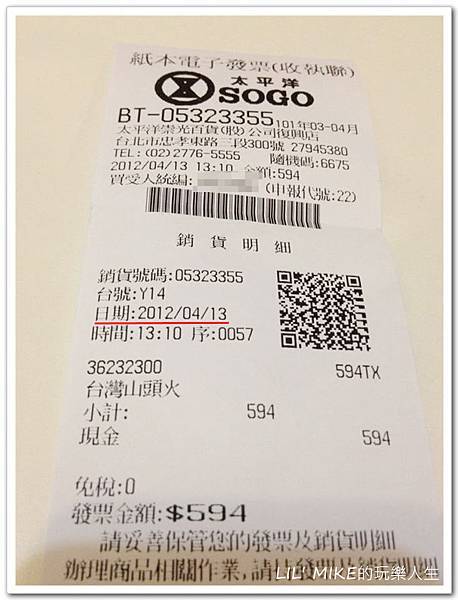 紙本電子發票(收執聯)
太平洋
SOGO
BT-05323355 101年03-04月
太平洋崇光百貨(股)公司復興店
台北市忠孝東路三段300號 27945380
TEL:(02)2776-5555 隨機碼:6675
2012/04/13 13:10 金額:594
買受人統編: (申報代號:22)
銷貨明細
銷貨號碼:05323355
台號:Y14
日期:2012/04/13
時間:13:10 序:0057
36232300 594TX
台灣山頭火
小計: 594
現金 594
免稅:0
發票金額:$594
請妥善保管您的發票及銷貨明細
辦理商品相關作業,請
LIL MIKE的玩樂人生